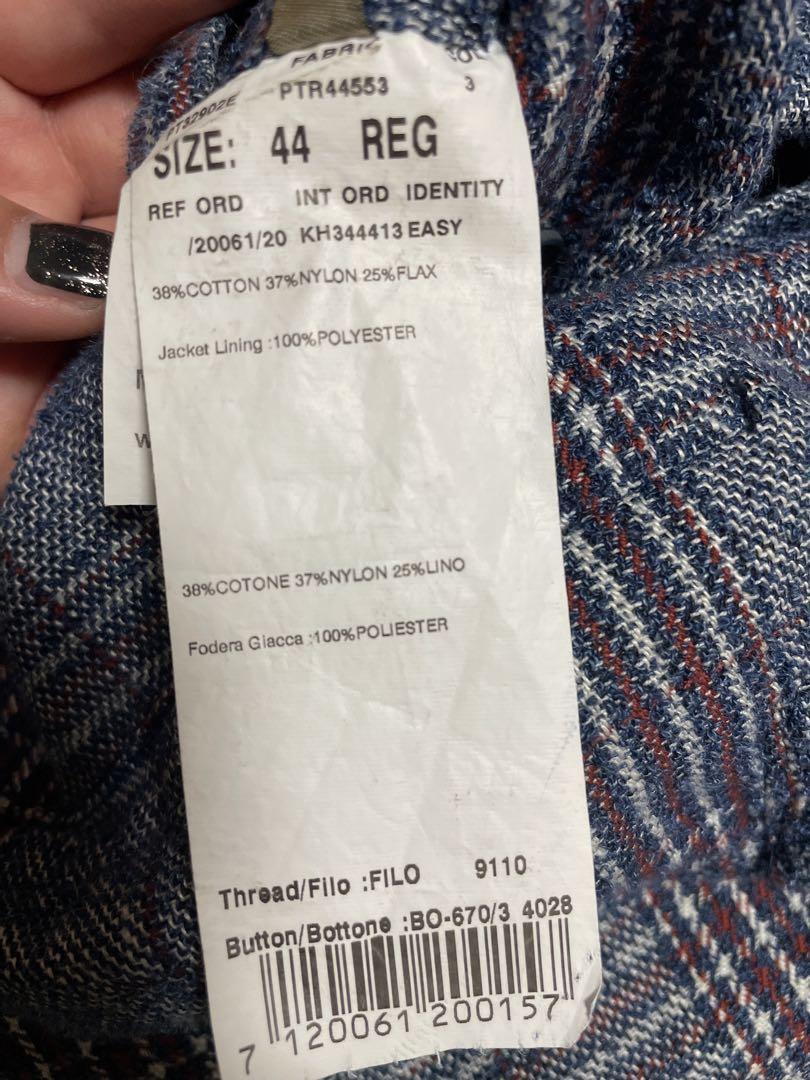 FABRIC COL
PT32902E PTR44553 3
SIZE: 44 REG
REF ORD INT ORD IDENTITY
/20061/20 KH344413 EASY
38%COTTON 37%NYLON 25%FLAX
Jacket Lining :100%POLYESTER
38%COTONE 37%NYLON 25%LINO
Fodera Giacca :100%POLIESTER
Thread/Filo :FILO 9110
Button/Bottone :BO-670/3 4028
7 120061 200157